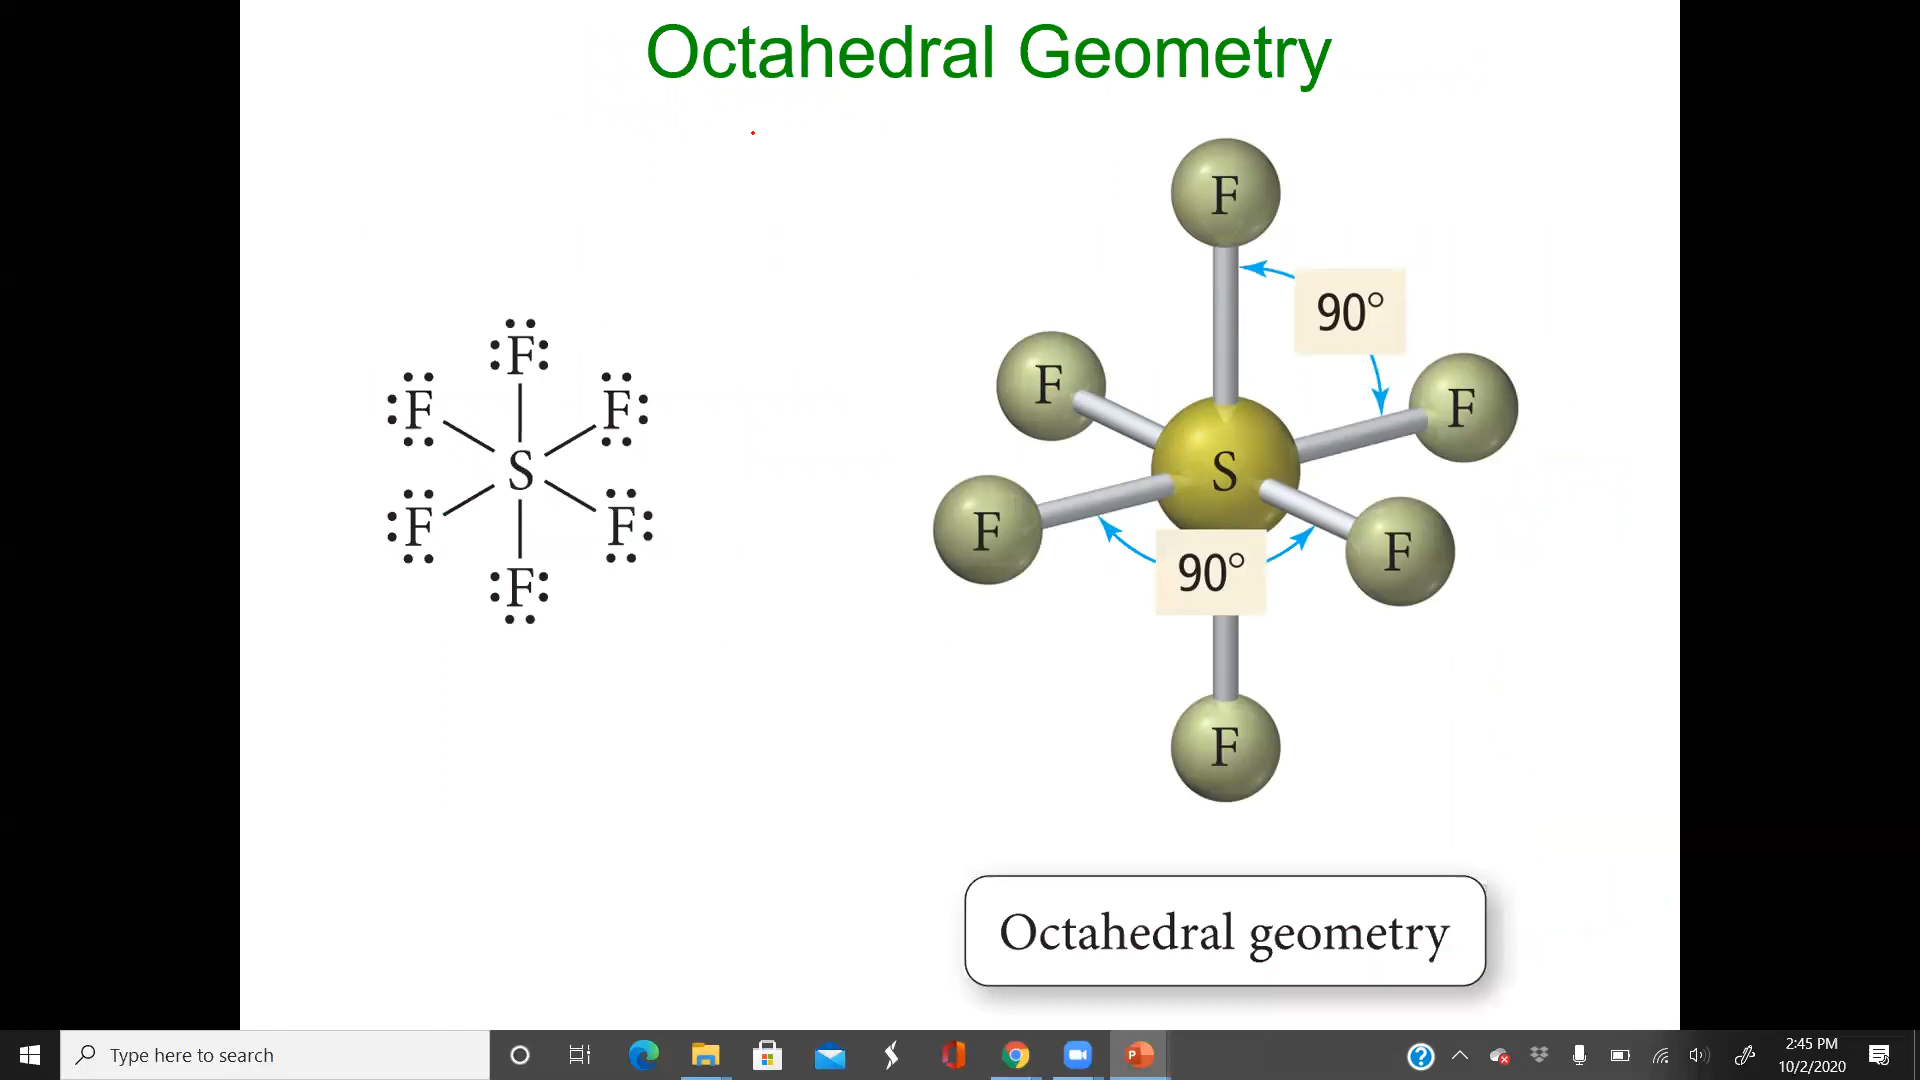 Octahedral Geometry
F
F
F
S
F
F
F
F
90°
F
F
S
F
F
90°
F
Octahedral geometry
Type here to search
2:45 PM
10/2/2020